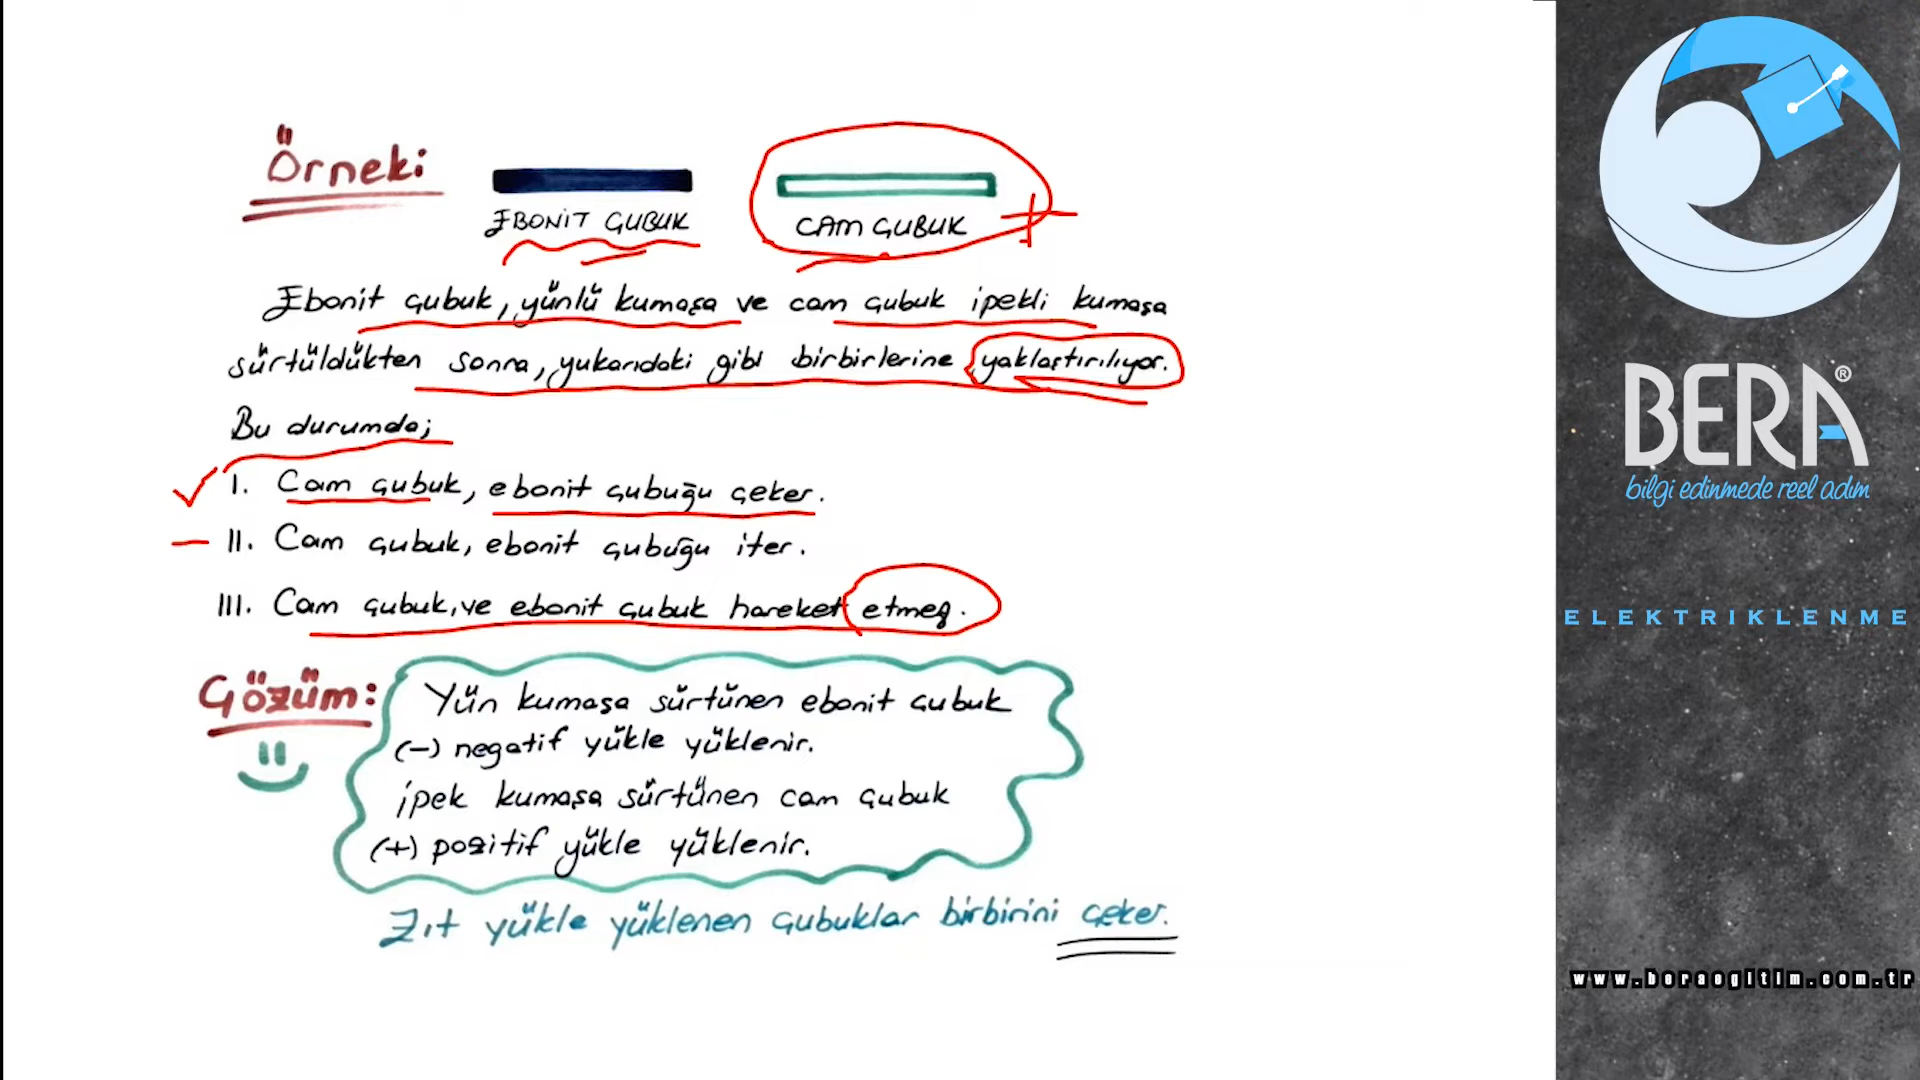 Örnek:
EBONİT ÇUBUK
CAM ÇUBUK
+
Ebonit çubuk, yünlü kumaşa ve cam çubuk ipekli kumaşa
sürtüldükten sonra, yukarıdaki gibi birbirlerine yaklaştırılıyor.
Bu durumda;
I. Cam çubuk, ebonit çubuğu çeker.
II. Cam çubuk, ebonit çubuğu iter.
III. Cam çubuk, ve ebonit çubuk hareket etmez.
Çözüm:
Yün kumaşa sürtünen ebonit çubuk
(-) negatif yükle yüklenir.
ipek kumaşa sürtünen cam çubuk
(+) pozitif yükle yüklenir.
Zıt yükle yüklenen çubuklar birbirini çeker.
BERA®
bilgi edinmede reel adım
ELEKTRİKLENME
www.beraegitim.com.tr